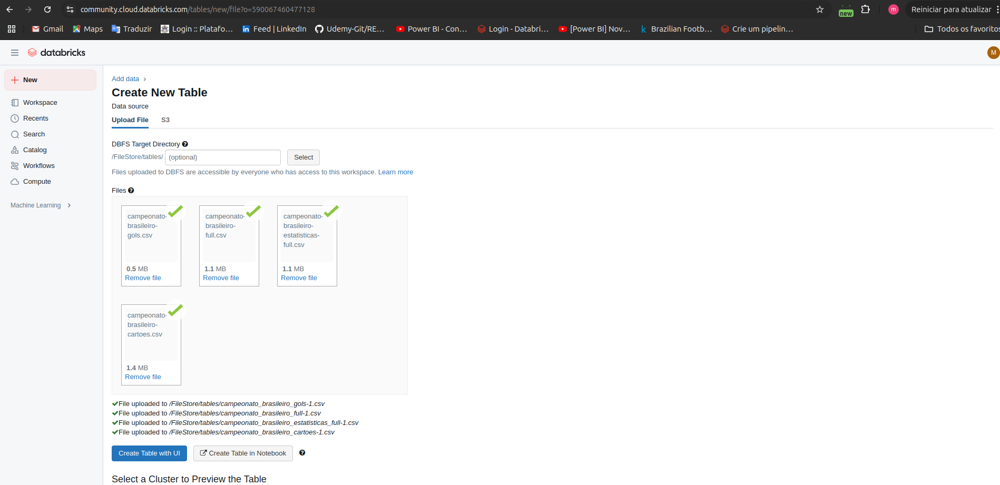 community.cloud.databricks.com/tables/new/file?o=590067460477128
new
m
Reiniciar para atualizar
Gmail
Maps
Traduzir
Login :: Platafo...
Feed | LinkedIn
Udemy-Git/RE...
Power BI - Con...
Login - Databri...
[Power BI] Nov...
Brazilian Footb...
Crie um pipelin...
Todos os favoritos
databricks
M
New
Workspace
Recents
Search
Catalog
Workflows
Compute
Machine Learning
Add data
Create New Table
Data source
Upload File S3
DBFS Target Directory
/FileStore/tables/ (optional) Select
Files uploaded to DBFS are accessible by everyone who has access to this workspace. Learn more
Files
campeonato-
brasileiro-
gols.csv
0.5 MB
Remove file
campeonato-
brasileiro-
full.csv
1.1 MB
Remove file
campeonato-
brasileiro-
estatisticas-
full.csv
1.1 MB
Remove file
campeonato-
brasileiro-
cartoes.csv
1.4 MB
Remove file
File uploaded to /FileStore/tables/campeonato_brasileiro_gols-1.csv
File uploaded to /FileStore/tables/campeonato_brasileiro_full-1.csv
File uploaded to /FileStore/tables/campeonato_brasileiro_estatisticas_full-1.csv
File uploaded to /FileStore/tables/campeonato_brasileiro_cartoes-1.csv
Create Table with UI
Create Table in Notebook
Select a Cluster to Preview the Table